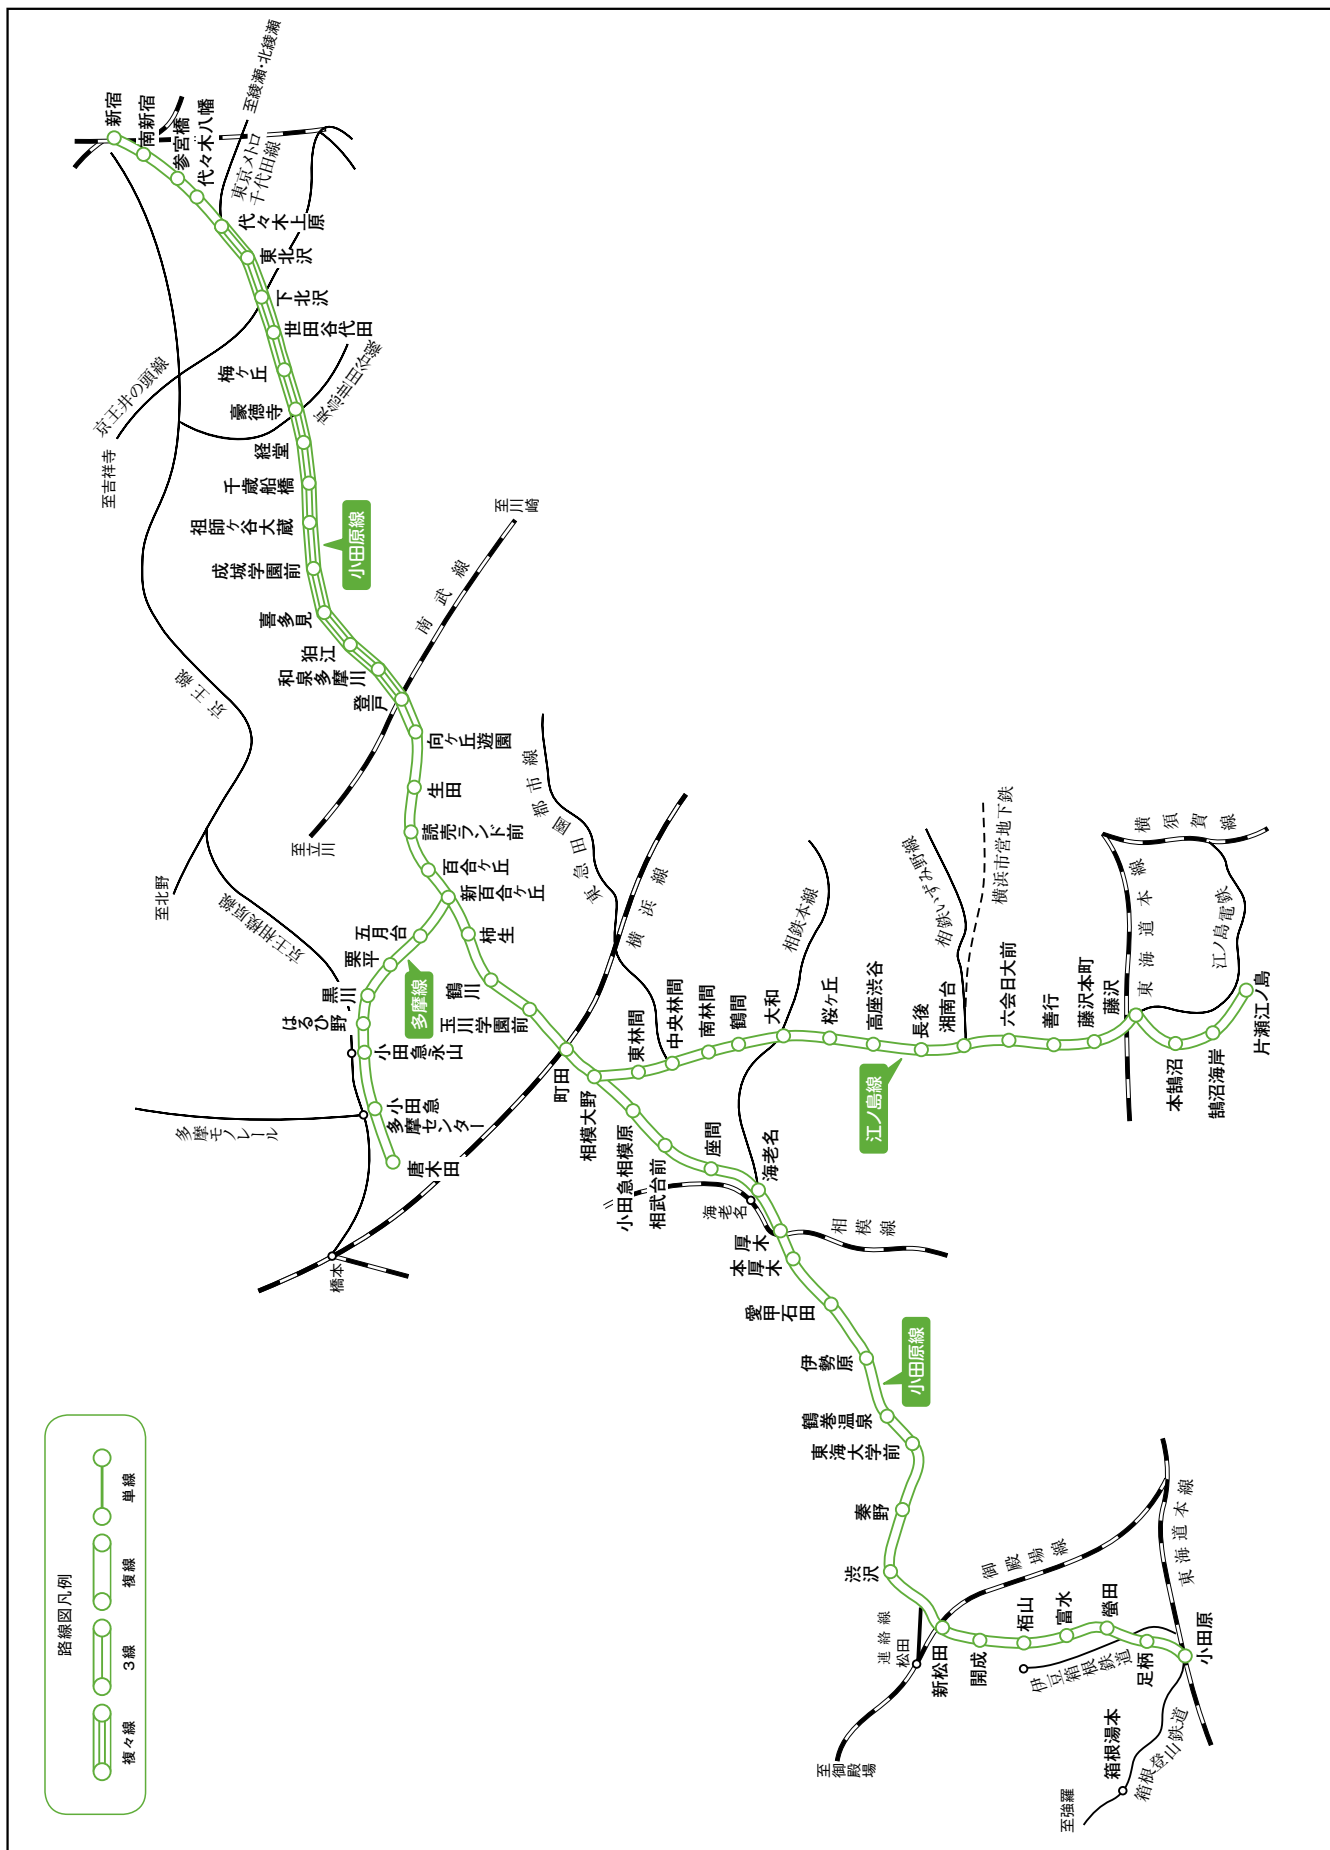 新宿
南新宿
参宮橋
代々木八幡
代々木上原
東北沢
下北沢
世田谷代田
梅ヶ丘
豪徳寺
経堂
千歳船橋
祖師ヶ谷大蔵
成城学園前
喜多見
狛江
和泉多摩川
登戸
向ヶ丘遊園
生田
読売ランド前
百合ヶ丘
新百合ヶ丘
柿生
鶴川
玉川学園前
町田
相模大野
小田急相模原
相武台前
座間
海老名
厚木
本厚木
愛甲石田
伊勢原
鶴巻温泉
東海大学前
秦野
渋沢
新松田
開成
栢山
富水
螢田
足柄
小田原
箱根湯本
五月台
栗平
黒川
はるひ野
小田急永山
小田急
多摩センター
唐木田
東林間
中央林間
南林間
鶴間
大和
桜ヶ丘
高座渋谷
長後
湘南台
六会日大前
善行
藤沢本町
藤沢
本鵠沼
鵠沼海岸
片瀬江ノ島
小田原線
多摩線
江ノ島線
小田原線
至綾瀬・北綾瀬
東京メトロ
千代田線
京王井の頭線
至吉祥寺
東急世田谷線
京王線
至北野
京王相模原線
至川崎
南武線
至立川
東急田園都市線
横浜線
多摩モノレール
橋本
相鉄本線
相鉄いずみ野線
横浜市営地下鉄
東海道本線
横須賀線
江ノ島電鉄
海老名
相模線
連絡線
松田
御殿場線
至御殿場
伊豆箱根鉄道
東海道本線
箱根登山鉄道
至強羅
路線図凡例
複々線
3線
複線
単線